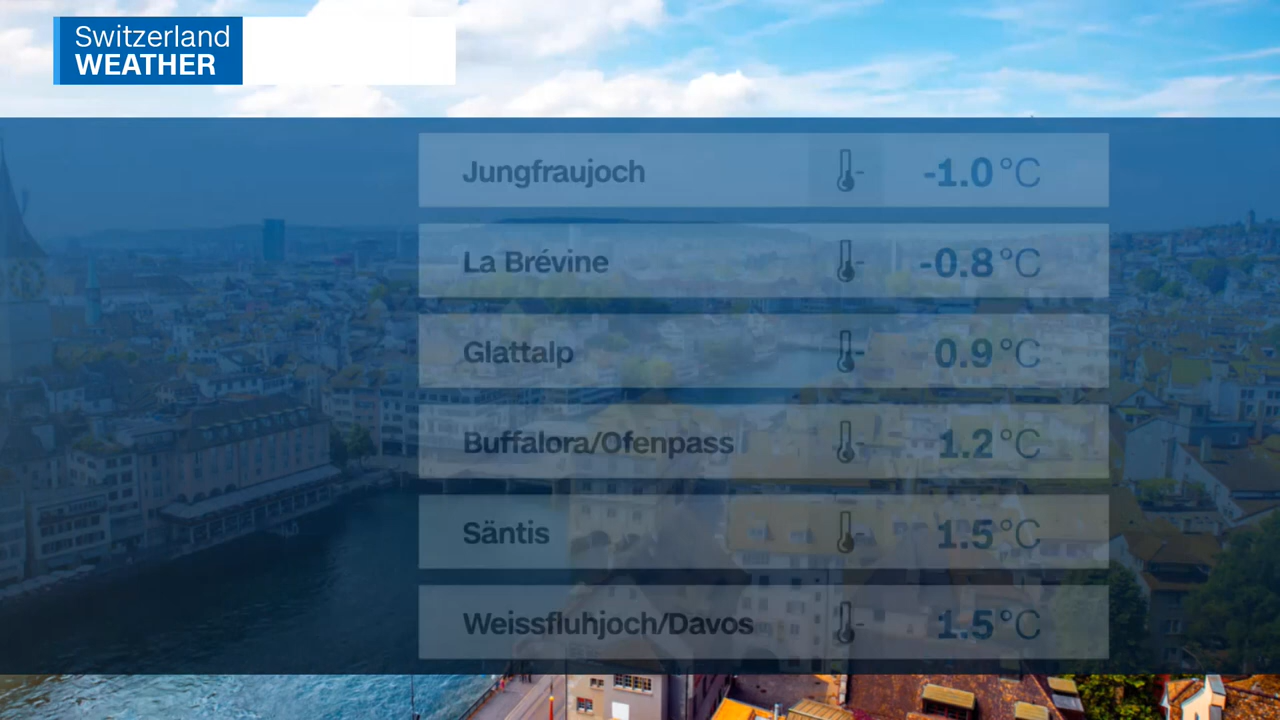 Switzerland
WEATHER
Jungfraujoch -1.0 °C
La Brévine -0.8 °C
Glattalp 0.9 °C
Buffalora/Ofenpass 1.2 °C
Säntis 1.5 °C
Weissfluhjoch/Davos 1.5 °C